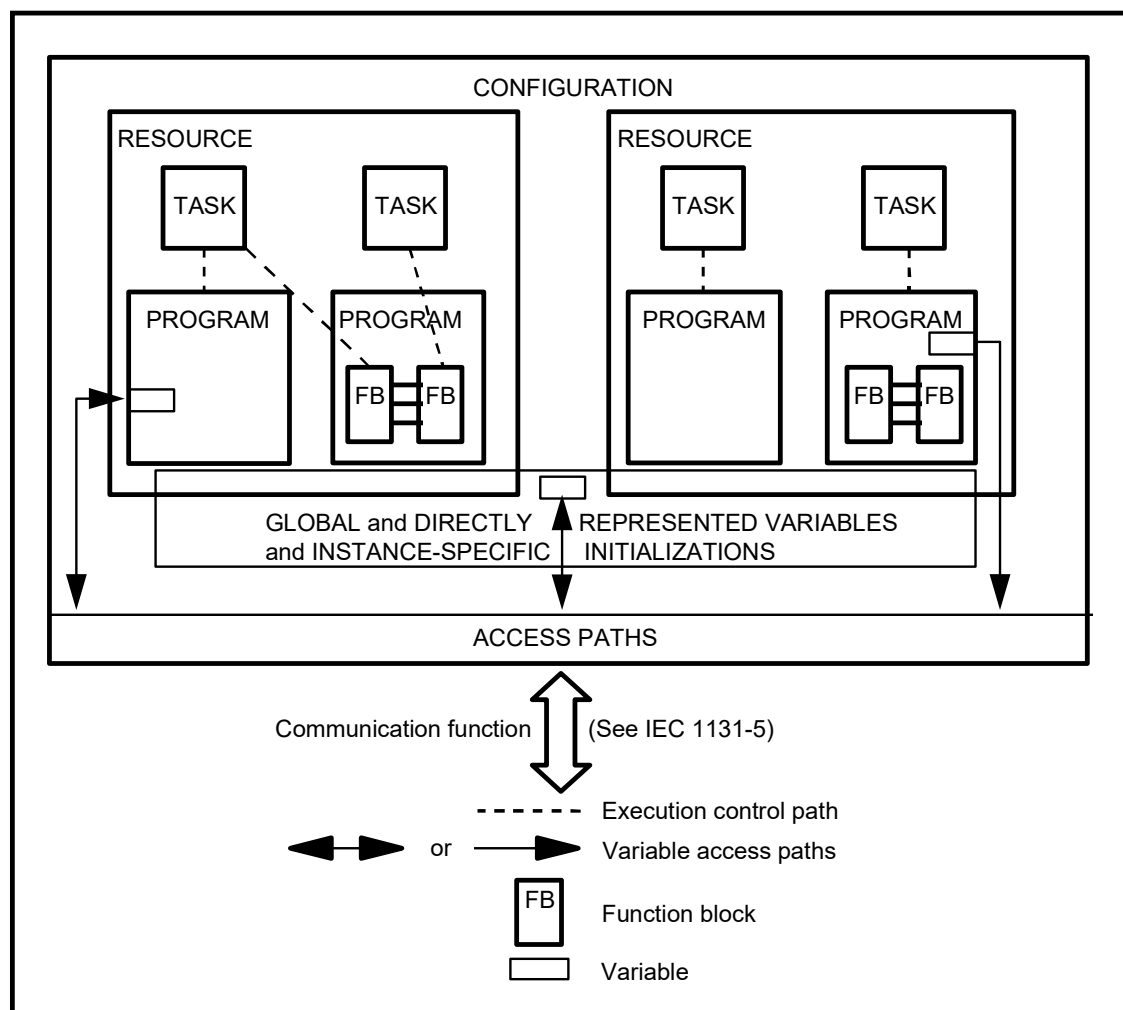 CONFIGURATION
RESOURCE
TASK
TASK
PROGRAM
PROGRAM
FB
FB
RESOURCE
TASK
TASK
PROGRAM
PROGRAM
FB
FB
GLOBAL and DIRECTLY REPRESENTED VARIABLES
and INSTANCE-SPECIFIC INITIALIZATIONS
ACCESS PATHS
Communication function (See IEC 1131-5)
Execution control path
or Variable access paths
FB Function block
Variable